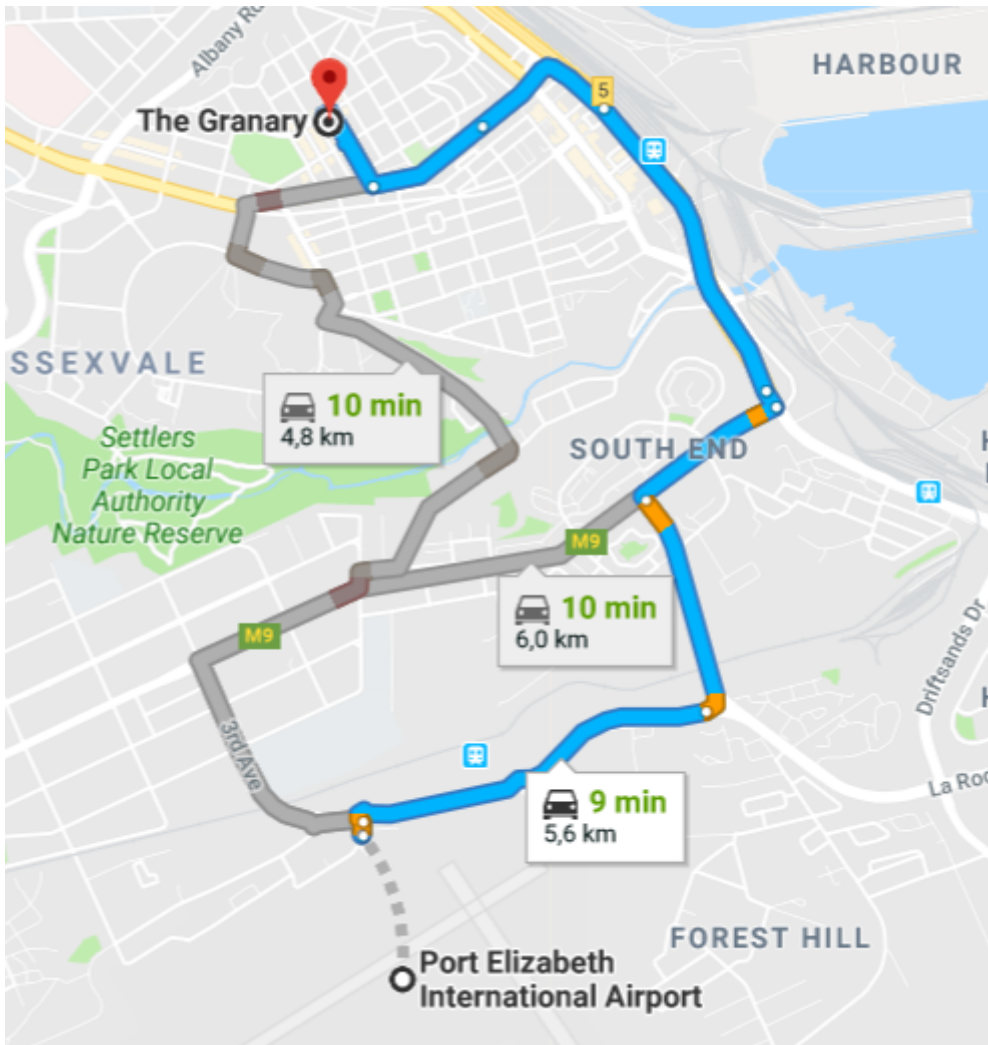 Albany Ro
HARBOUR
5
The Granary
SSEXVALE
10 min
4,8 km
Settlers
Park Local
Authority
Nature Reserve
SOUTH END
M9
10 min
6,0 km
M9
Driftsands Dr
3rd Ave
La Roc
9 min
5,6 km
FOREST HILL
Port Elizabeth
International Airport